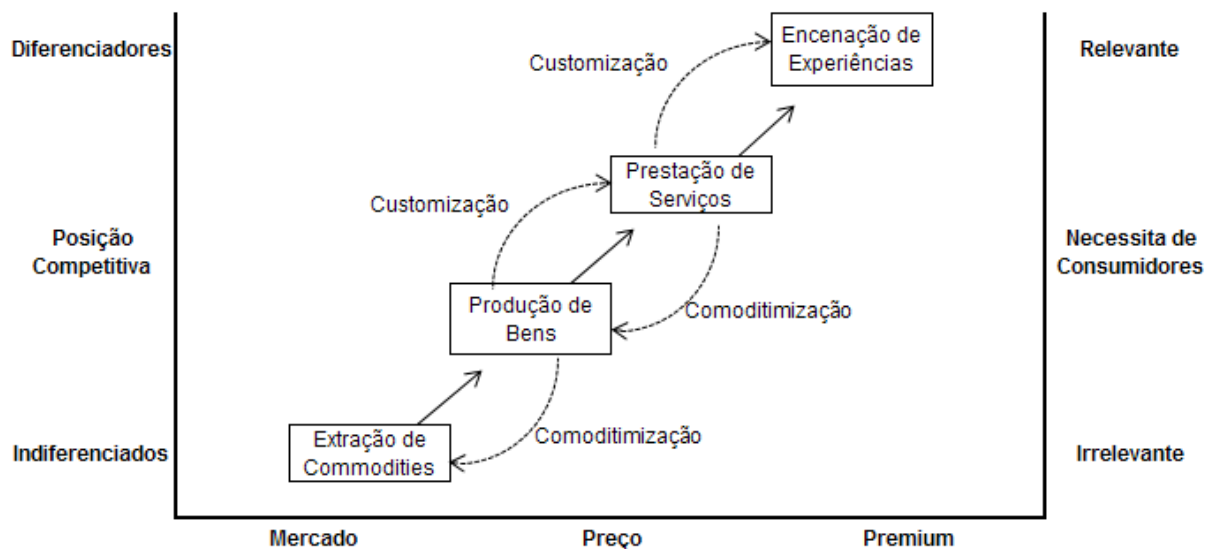 Diferenciadores
Encenação de
Experiências
Relevante
Customização
Prestação de
Serviços
Customização
Posição
Competitiva
Necessita de
Consumidores
Produção de
Bens
Comoditimização
Extração de
Commodities
Comoditimização
Indiferenciados
Irrelevante
Mercado
Preço
Premium